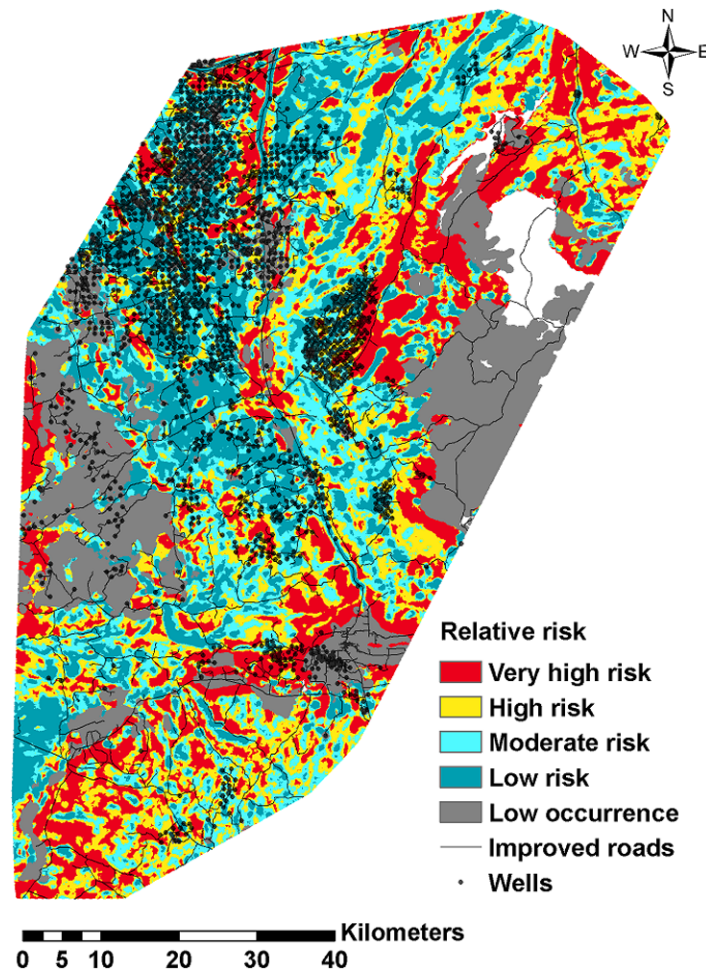 N
W E
S
Relative risk
Very high risk
High risk
Moderate risk
Low risk
Low occurrence
Improved roads
Wells
Kilometers
0 5 10 20 30 40